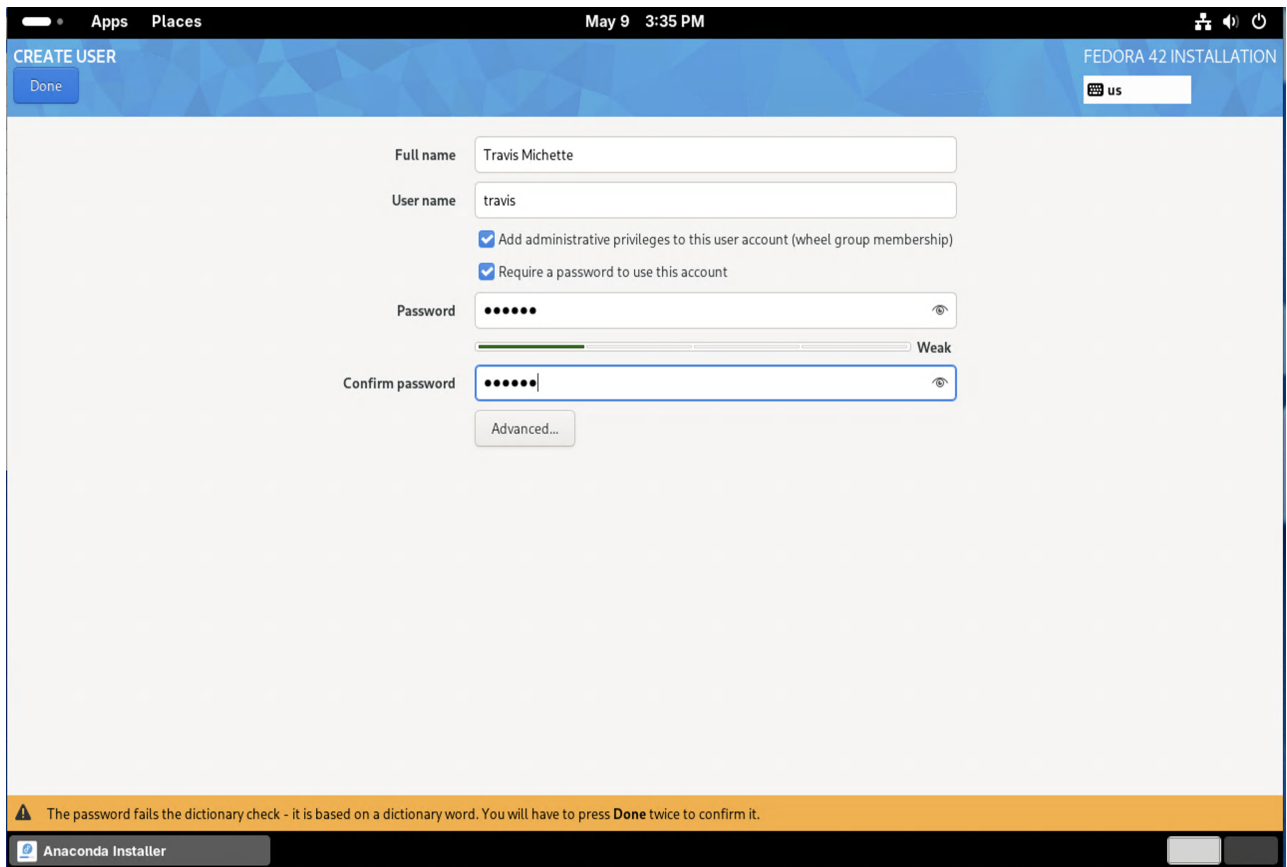 Apps Places May 9 3:35 PM
CREATE USER FEDORA 42 INSTALLATION
Done us
Full name Travis Michette
User name travis
Add administrative privileges to this user account (wheel group membership)
Require a password to use this account
Password ••••••
Weak
Confirm password ••••••
Advanced...
The password fails the dictionary check - it is based on a dictionary word. You will have to press Done twice to confirm it.
Anaconda Installer